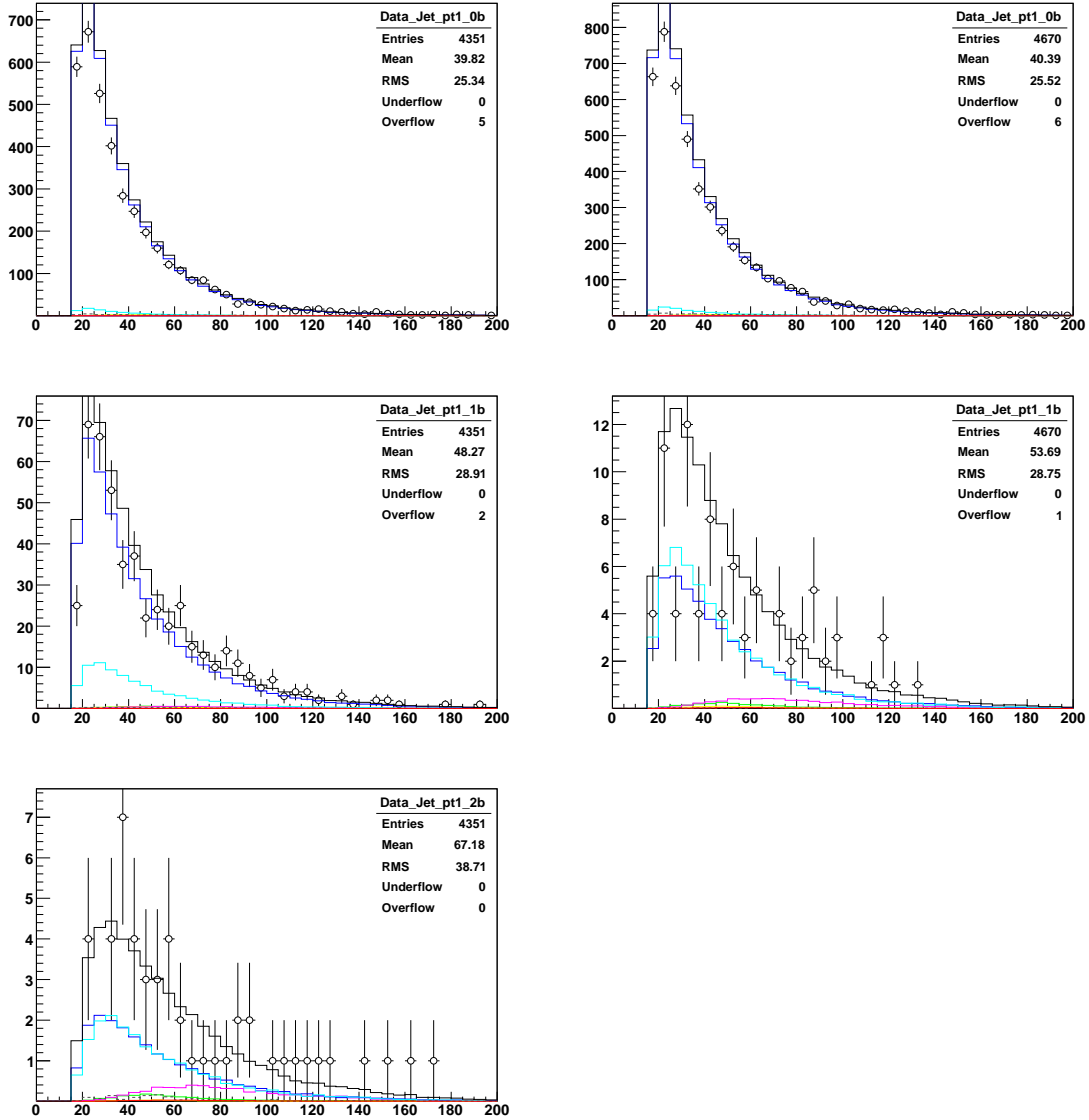 Data_Jet_pt1_0b
Entries 4351
Mean 39.82
RMS 25.34
Underflow 0
Overflow 5
700
600
500
400
300
200
100
0 20 40 60 80 100 120 140 160 180 200
Data_Jet_pt1_0b
Entries 4670
Mean 40.39
RMS 25.52
Underflow 0
Overflow 6
800
700
600
500
400
300
200
100
0 20 40 60 80 100 120 140 160 180 200
Data_Jet_pt1_1b
Entries 4351
Mean 48.27
RMS 28.91
Underflow 0
Overflow 2
70
60
50
40
30
20
10
0 20 40 60 80 100 120 140 160 180 200
Data_Jet_pt1_1b
Entries 4670
Mean 53.69
RMS 28.75
Underflow 0
Overflow 1
12
10
8
6
4
2
0 20 40 60 80 100 120 140 160 180 200
Data_Jet_pt1_2b
Entries 4351
Mean 67.18
RMS 38.71
Underflow 0
Overflow 0
7
6
5
4
3
2
1
0 20 40 60 80 100 120 140 160 180 200